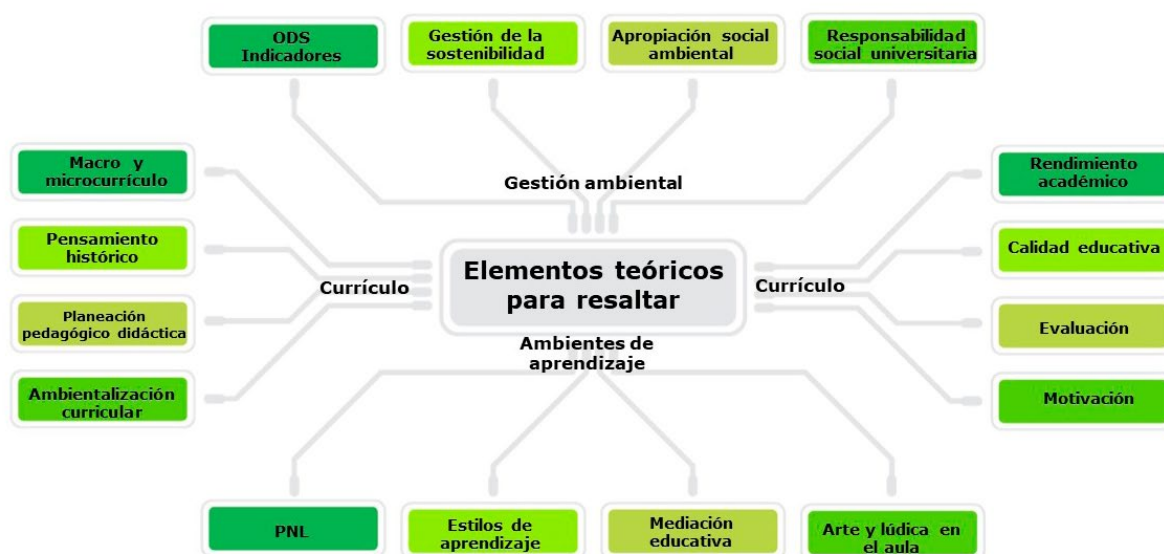 ODS
Indicadores
Gestión de la
sostenibilidad
Apropiación social
ambiental
Responsabilidad
social universitaria
Gestión ambiental
Macro y
microcurrículo
Pensamiento
histórico
Planeación
pedagógico didáctica
Ambientalización
curricular
Currículo
Elementos teóricos
para resaltar
Currículo
Rendimiento
académico
Calidad educativa
Evaluación
Motivación
Ambientes de
aprendizaje
PNL
Estilos de
aprendizaje
Mediación
educativa
Arte y lúdica en
el aula